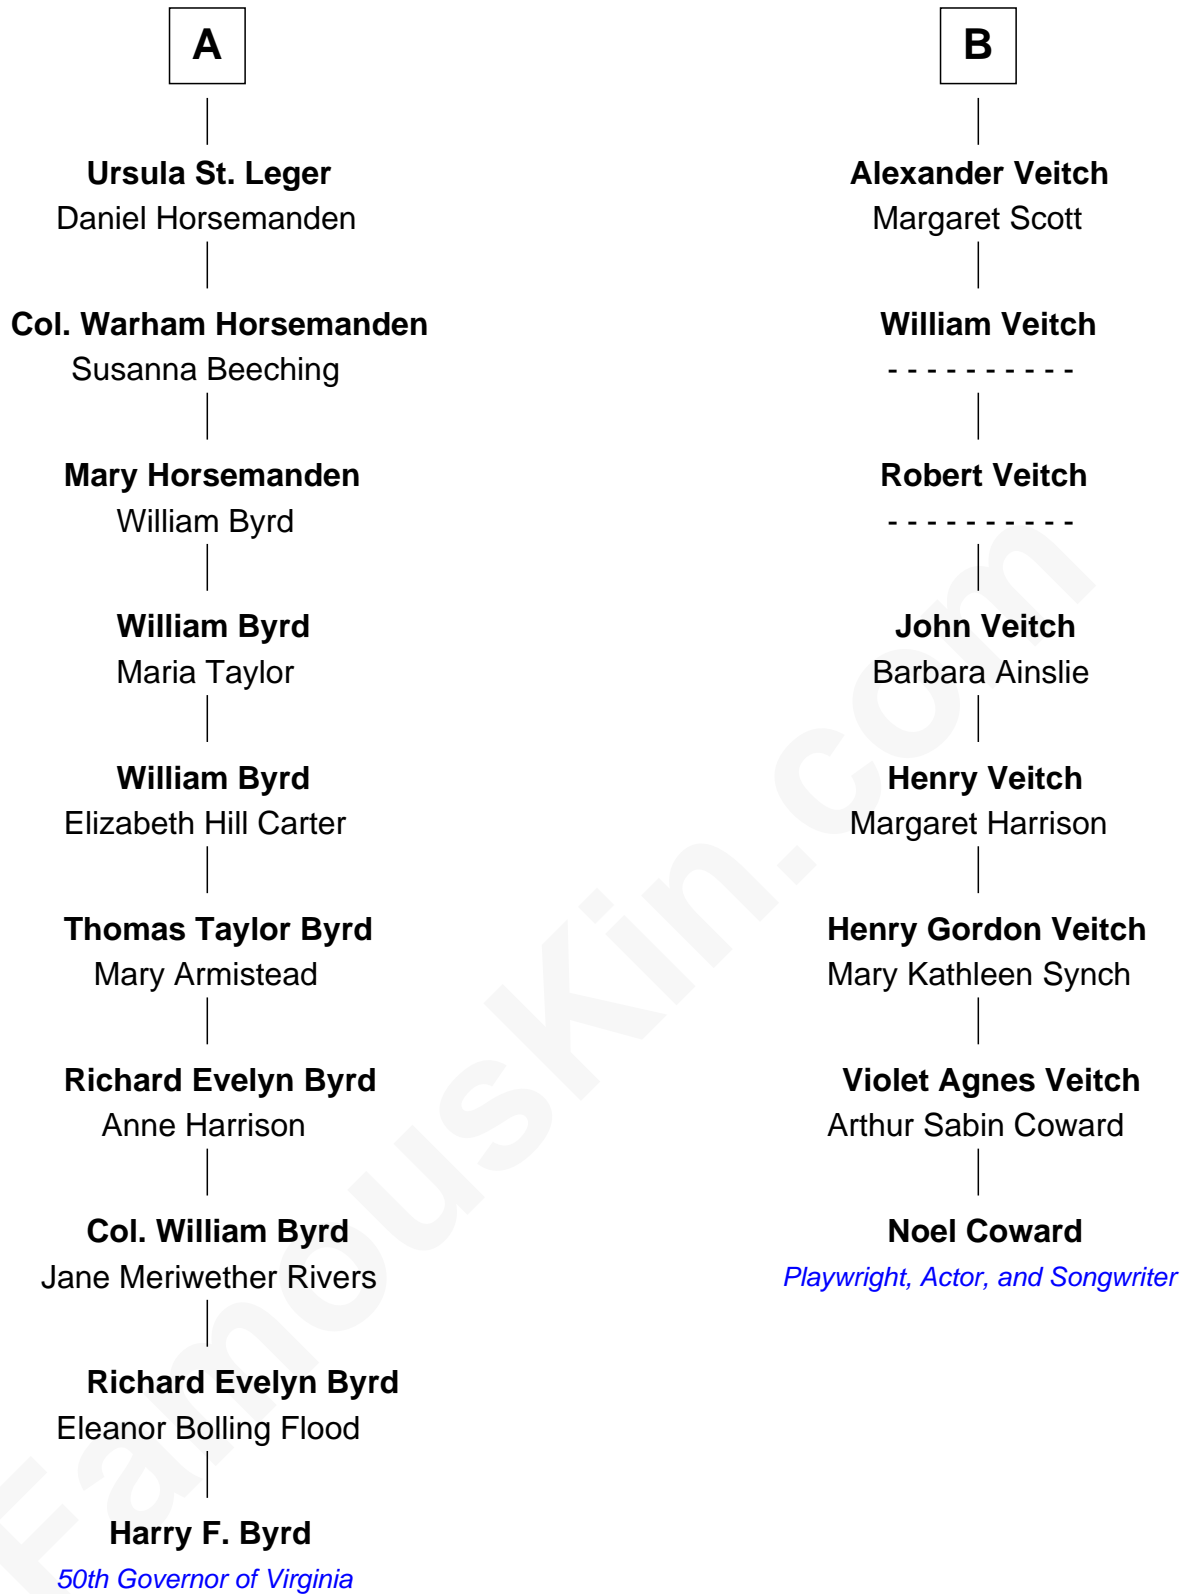 A
Ursula St. Leger
Daniel Horsemanden
Col. Warham Horsemanden
Susanna Beeching
Mary Horsemanden
William Byrd
William Byrd
Maria Taylor
William Byrd
Elizabeth Hill Carter
Thomas Taylor Byrd
Mary Armistead
Richard Evelyn Byrd
Anne Harrison
Col. William Byrd
Jane Meriwether Rivers
Richard Evelyn Byrd
Eleanor Bolling Flood
Harry F. Byrd
50th Governor of Virginia
B
Alexander Veitch
Margaret Scott
William Veitch
- - - - - - - - - -
Robert Veitch
- - - - - - - - - -
John Veitch
Barbara Ainslie
Henry Veitch
Margaret Harrison
Henry Gordon Veitch
Mary Kathleen Synch
Violet Agnes Veitch
Arthur Sabin Coward
Noel Coward
Playwright, Actor, and Songwriter
FamousKin.com